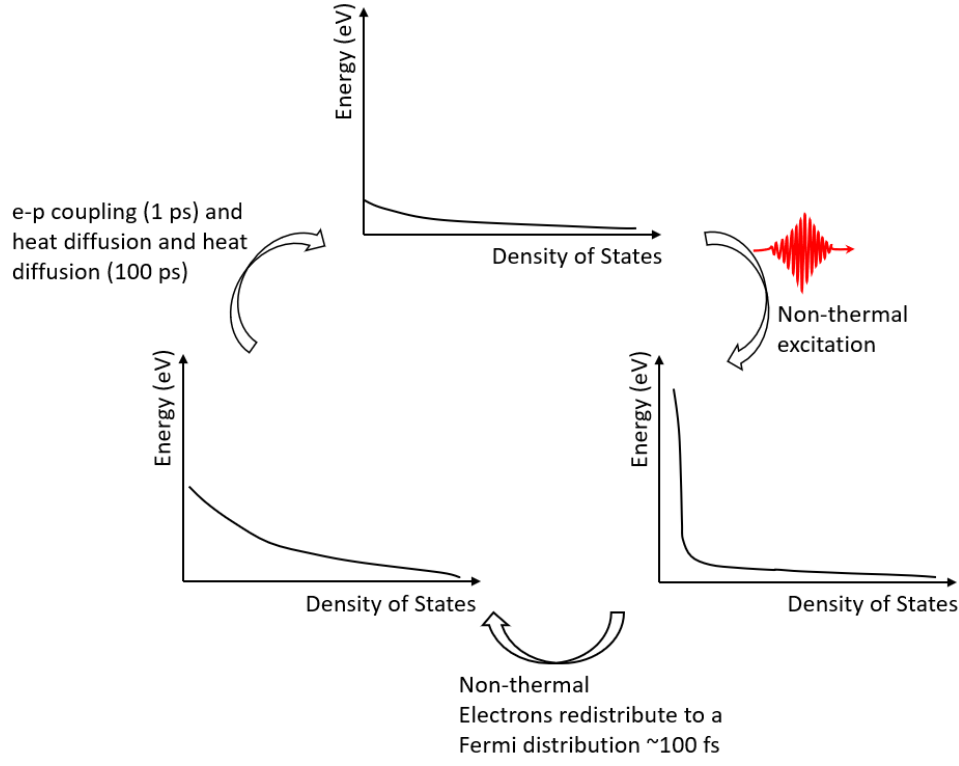 Energy (eV)
Density of States
e-p coupling (1 ps) and
heat diffusion and heat
diffusion (100 ps)
Non-thermal
excitation
Energy (eV)
Density of States
Energy (eV)
Density of States
Non-thermal
Electrons redistribute to a
Fermi distribution ~100 fs